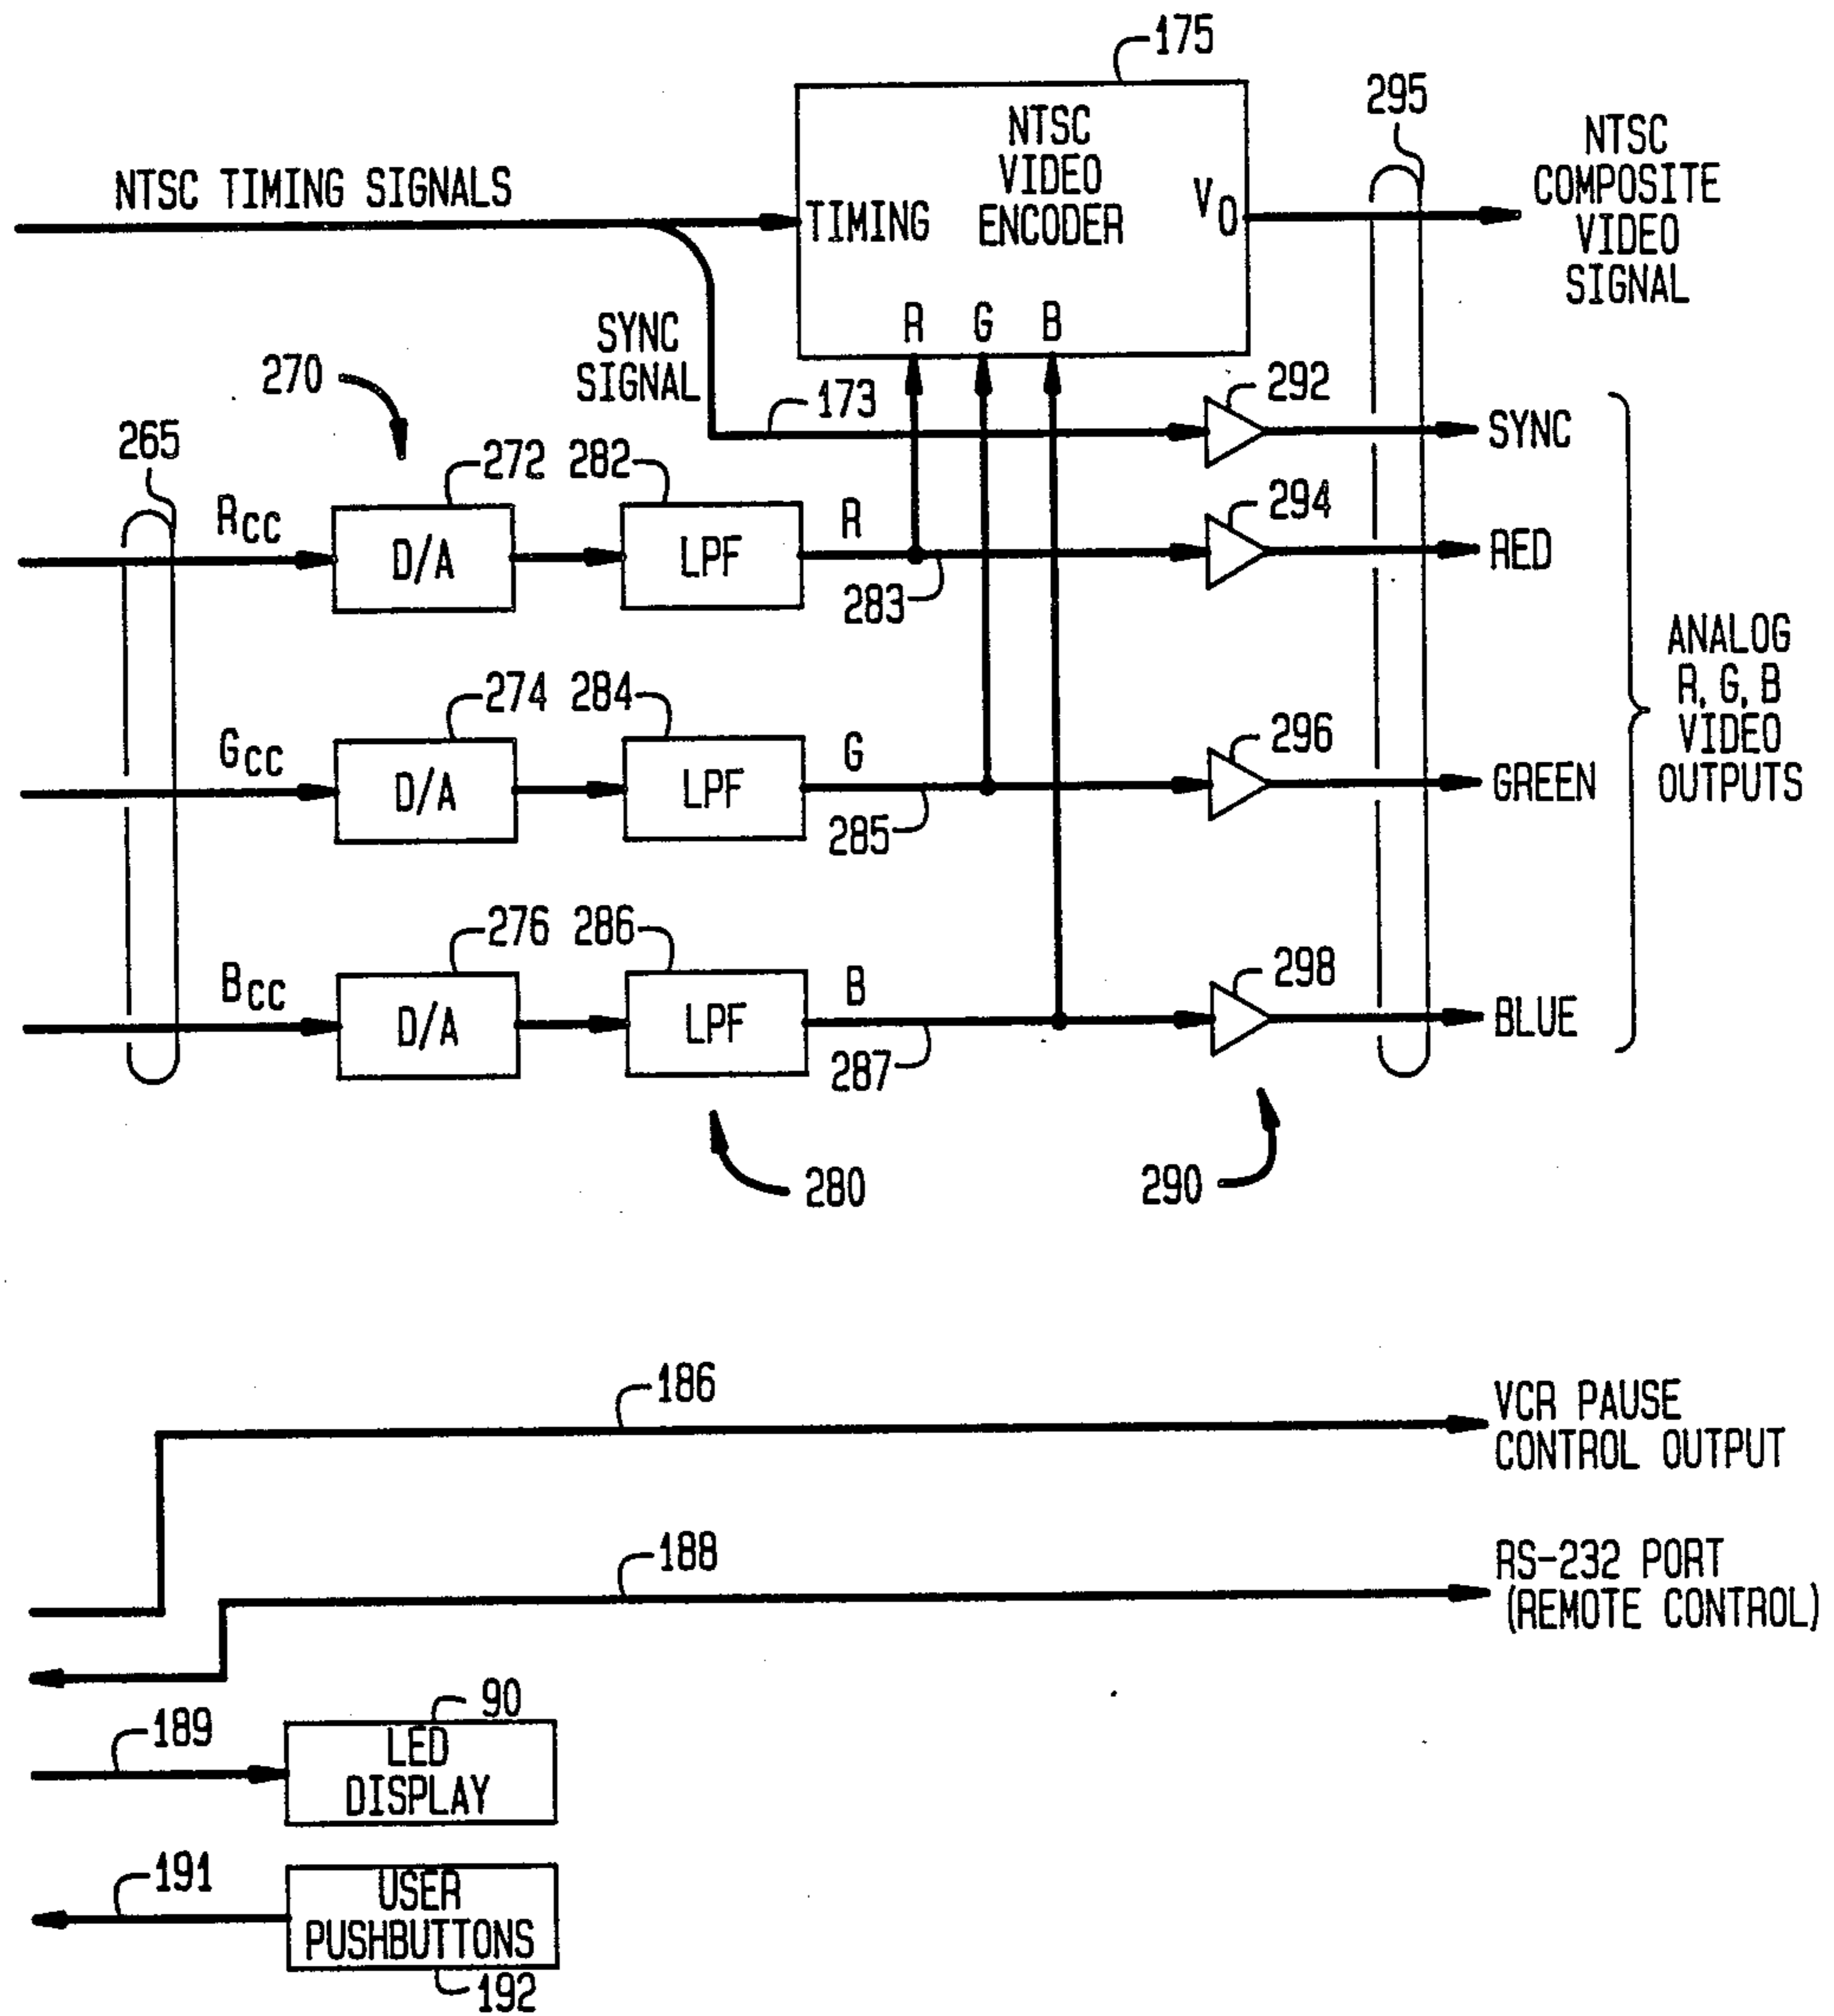 175
295
NTSC
COMPOSITE
VIDEO
SIGNAL
NTSC
VIDEO
ENCODER
NTSC TIMING SIGNALS
TIMING
V0
R G B
SYNC
SIGNAL
270
173
292
SYNC
265
272
282
294
RCC
D/A
LPF
R
283
RED
ANALOG
R, G, B
VIDEO
OUTPUTS
274
284
296
GCC
D/A
LPF
G
285
GREEN
276
286
298
BCC
D/A
LPF
B
287
BLUE
280
290
186
VCR PAUSE
CONTROL OUTPUT
188
RS-232 PORT
(REMOTE CONTROL)
90
189
LED
DISPLAY
191
USER
PUSHBUTTONS
192